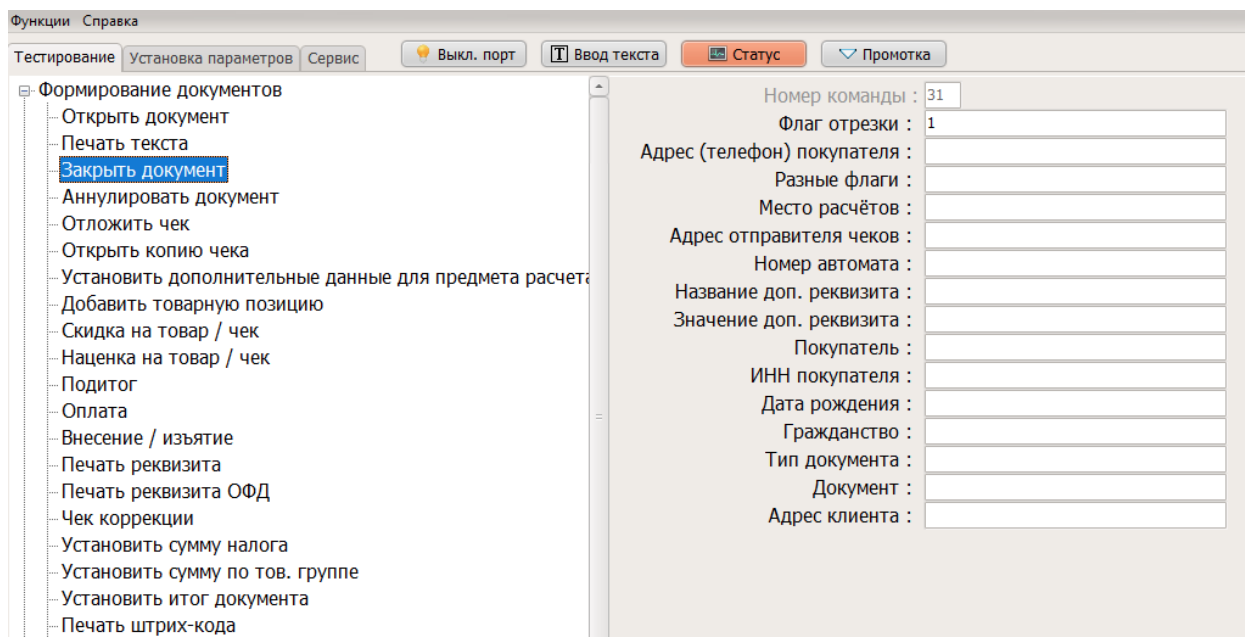 Функции Справка
Тестирование Установка параметров Сервис Выкл. порт T Ввод текста Статус Промотка
Формирование документов
Открыть документ
Печать текста
Закрыть документ
Аннулировать документ
Отложить чек
Открыть копию чека
Установить дополнительные данные для предмета расчета
Добавить товарную позицию
Скидка на товар / чек
Наценка на товар / чек
Подитог
Оплата
Внесение / изъятие
Печать реквизита
Печать реквизита ОФД
Чек коррекции
Установить сумму налога
Установить сумму по тов. группе
Установить итог документа
Печать штрих-кода
Номер команды : 31
Флаг отрезки : 1
Адрес (телефон) покупателя :
Разные флаги :
Место расчётов :
Адрес отправителя чеков :
Номер автомата :
Название доп. реквизита :
Значение доп. реквизита :
Покупатель :
ИНН покупателя :
Дата рождения :
Гражданство :
Тип документа :
Документ :
Адрес клиента :